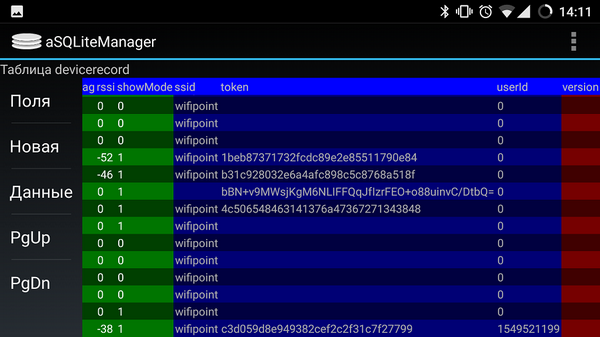 14:11
aSQLiteManager
Таблица devicerecord
Поля
Новая
Данные
PgUp
PgDn
ag rssi showMode ssid token userId version
0 0 wifipoint 0
0 0 wifipoint 0
0 0 wifipoint 0
-52 1 wifipoint 1beb87371732fcdc89e2e85511790e84 0
-46 1 wifipoint b31c928032e6a4afc898c5c8768a518f 0
0 1 bBN+v9MWsjKgM6NLIFFQqJfIzrFEO+o88uinvC/DtbQ= 0
0 1 wifipoint 4c506548463141376a47367271343848 0
0 1 wifipoint 0
0 0 wifipoint 0
0 1 wifipoint 0
0 0 wifipoint 0
0 0 wifipoint 0
0 1 wifipoint 0
-38 1 wifipoint c3d059d8e949382cef2c2f31c7f27799 1549521199